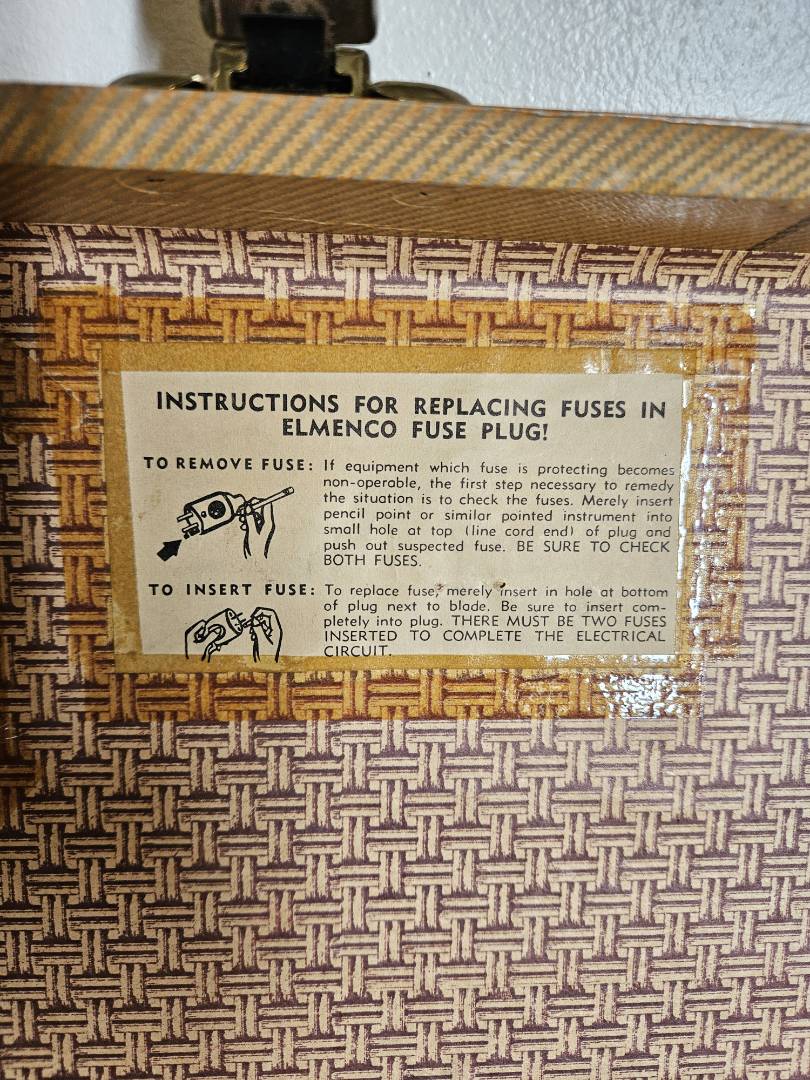 INSTRUCTIONS FOR REPLACING FUSES IN
ELMENCO FUSE PLUG!
TO REMOVE FUSE: If equipment which fuse is protecting becomes
non-operable, the first step necessary to remedy
the situation is to check the fuses. Merely insert
pencil point or similar pointed instrument into
small hole at top (line cord end) of plug and
push out suspected fuse. BE SURE TO CHECK
BOTH FUSES.
TO INSERT FUSE: To replace fuse, merely insert in hole at bottom
of plug next to blade. Be sure to insert com-
pletely into plug. THERE MUST BE TWO FUSES
INSERTED TO COMPLETE THE ELECTRICAL
CIRCUIT.